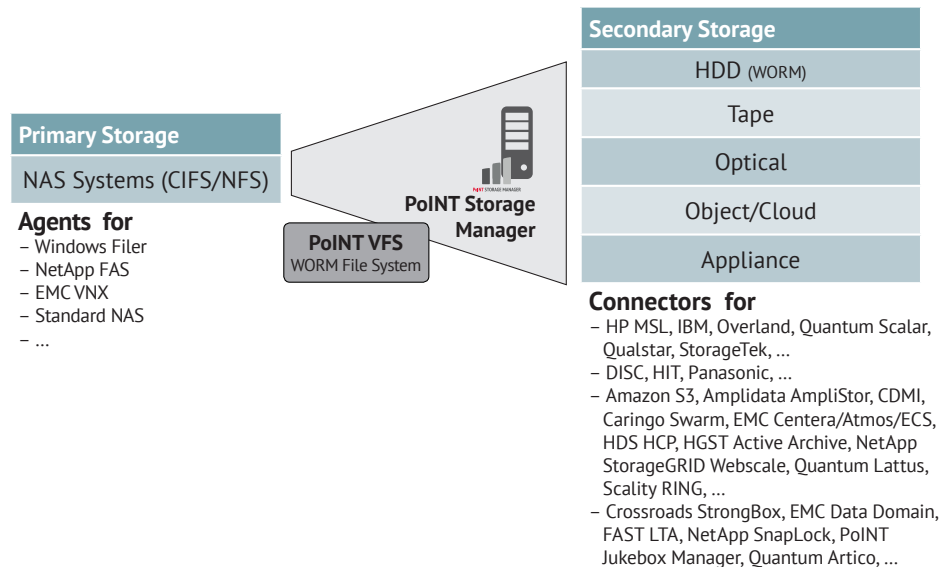 Primary Storage
NAS Systems (CIFS/NFS)
Agents for
– Windows Filer
– NetApp FAS
– EMC VNX
– Standard NAS
– ...
PoINT STORAGE MANAGER
PoINT Storage
Manager
PoINT VFS
WORM File System
Secondary Storage
HDD (WORM)
Tape
Optical
Object/Cloud
Appliance
Connectors for
– HP MSL, IBM, Overland, Quantum Scalar,
Qualstar, StorageTek, ...
– DISC, HIT, Panasonic, ...
– Amazon S3, Amplidata AmpliStor, CDMI,
Caringo Swarm, EMC Centera/Atmos/ECS,
HDS HCP, HGST Active Archive, NetApp
StorageGRID Webscale, Quantum Lattus,
Scality RING, ...
– Crossroads StrongBox, EMC Data Domain,
FAST LTA, NetApp SnapLock, PoINT
Jukebox Manager, Quantum Artico, ...